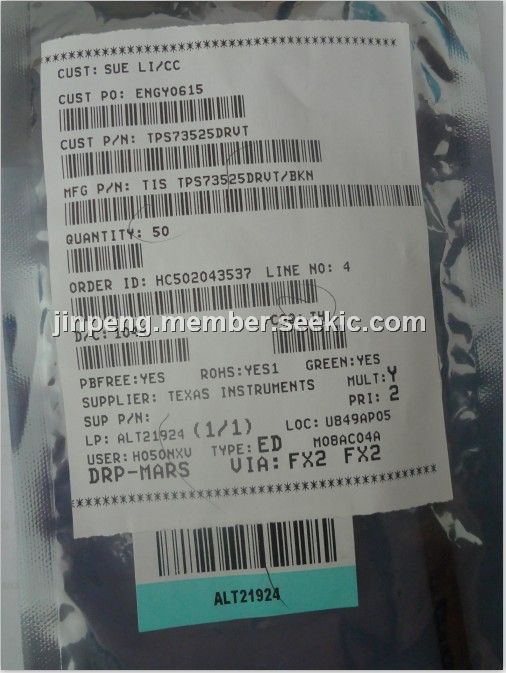 ************************************
CUST: SUE LI/CC
CUST PO: ENGY0615
CUST P/N: TPS73525DRVT
MFG P/N: TIS TPS73525DRVT/BKN
QUANTITY: 50
ORDER ID: HC502043537 LINE NO: 4
jinpeng.member-seekic.com
D/C:
PBFREE:YES ROHS:YES1 GREEN:YES
SUPPLIER: TEXAS INSTRUMENTS MULT:Y
SUP P/N: PRI: 2
LP: ALT21924 (1/1) LOC: UB49AP05
USER: H050NXV TYPE: ED M08AC04A
DRP-MARS VIA: FX2 FX2
************************************
ALT21924